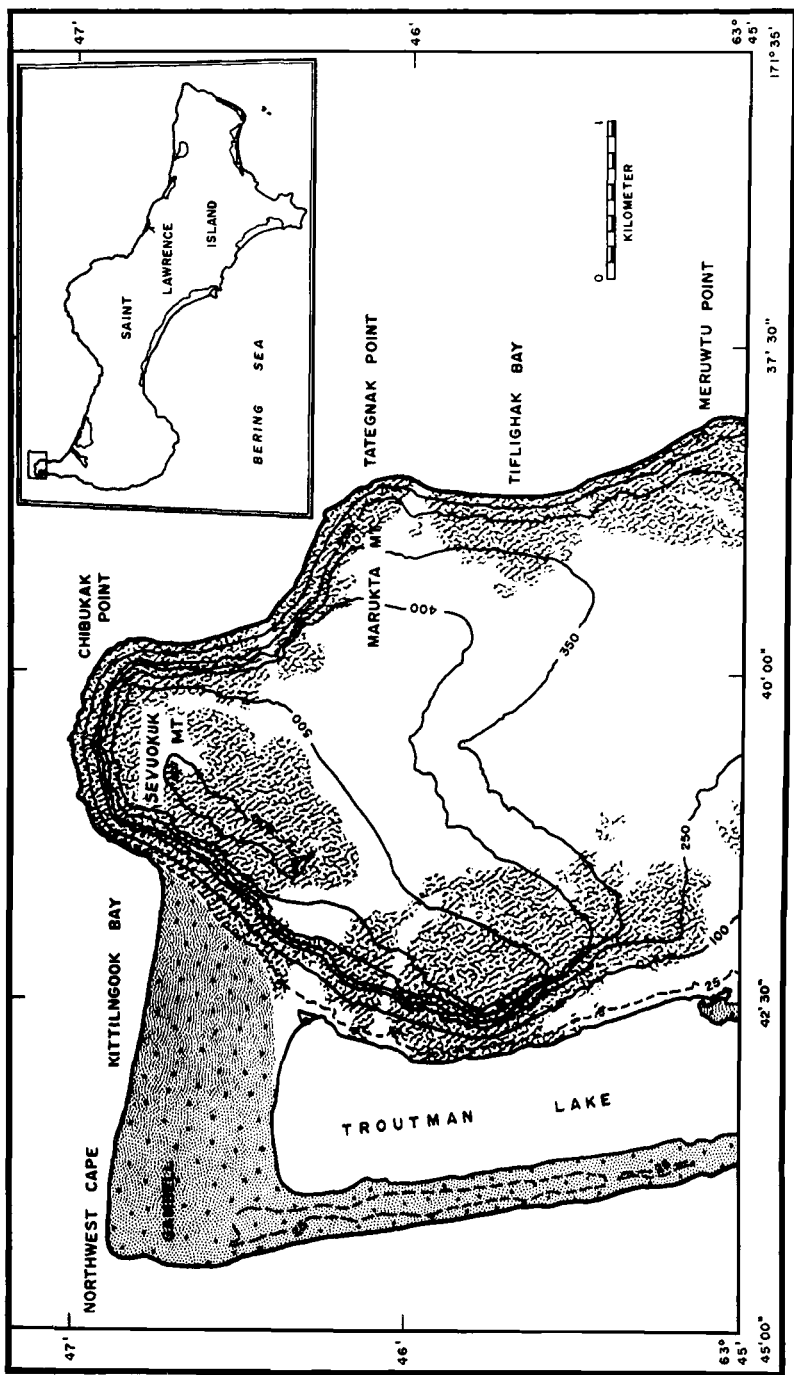 47'
46'
63°
45'
171° 35'
SAINT
LAWRENCE
ISLAND
BERING SEA
0
1
KILOMETER
CHIBUKAK
POINT
TATEGNAK POINT
TIFLIGHAK BAY
MERUWTU POINT
37' 30"
SEVUOKUK
MT
MARUKTA MT
400
350
500
40' 00"
250
100
25
KITTILNGOOK BAY
42' 30"
NORTHWEST CAPE
GAMBELL
TROUTMAN LAKE
47'
46'
63°
45'
45' 00"